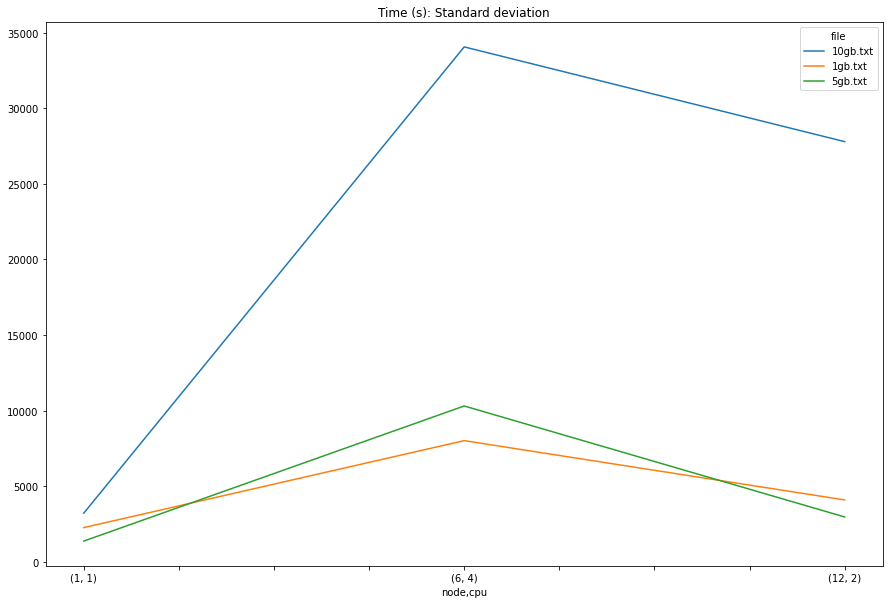 Time (s): Standard deviation
file
10gb.txt
1gb.txt
5gb.txt
35000
30000
25000
20000
15000
10000
5000
0
(1, 1)
(6, 4)
(12, 2)
node,cpu